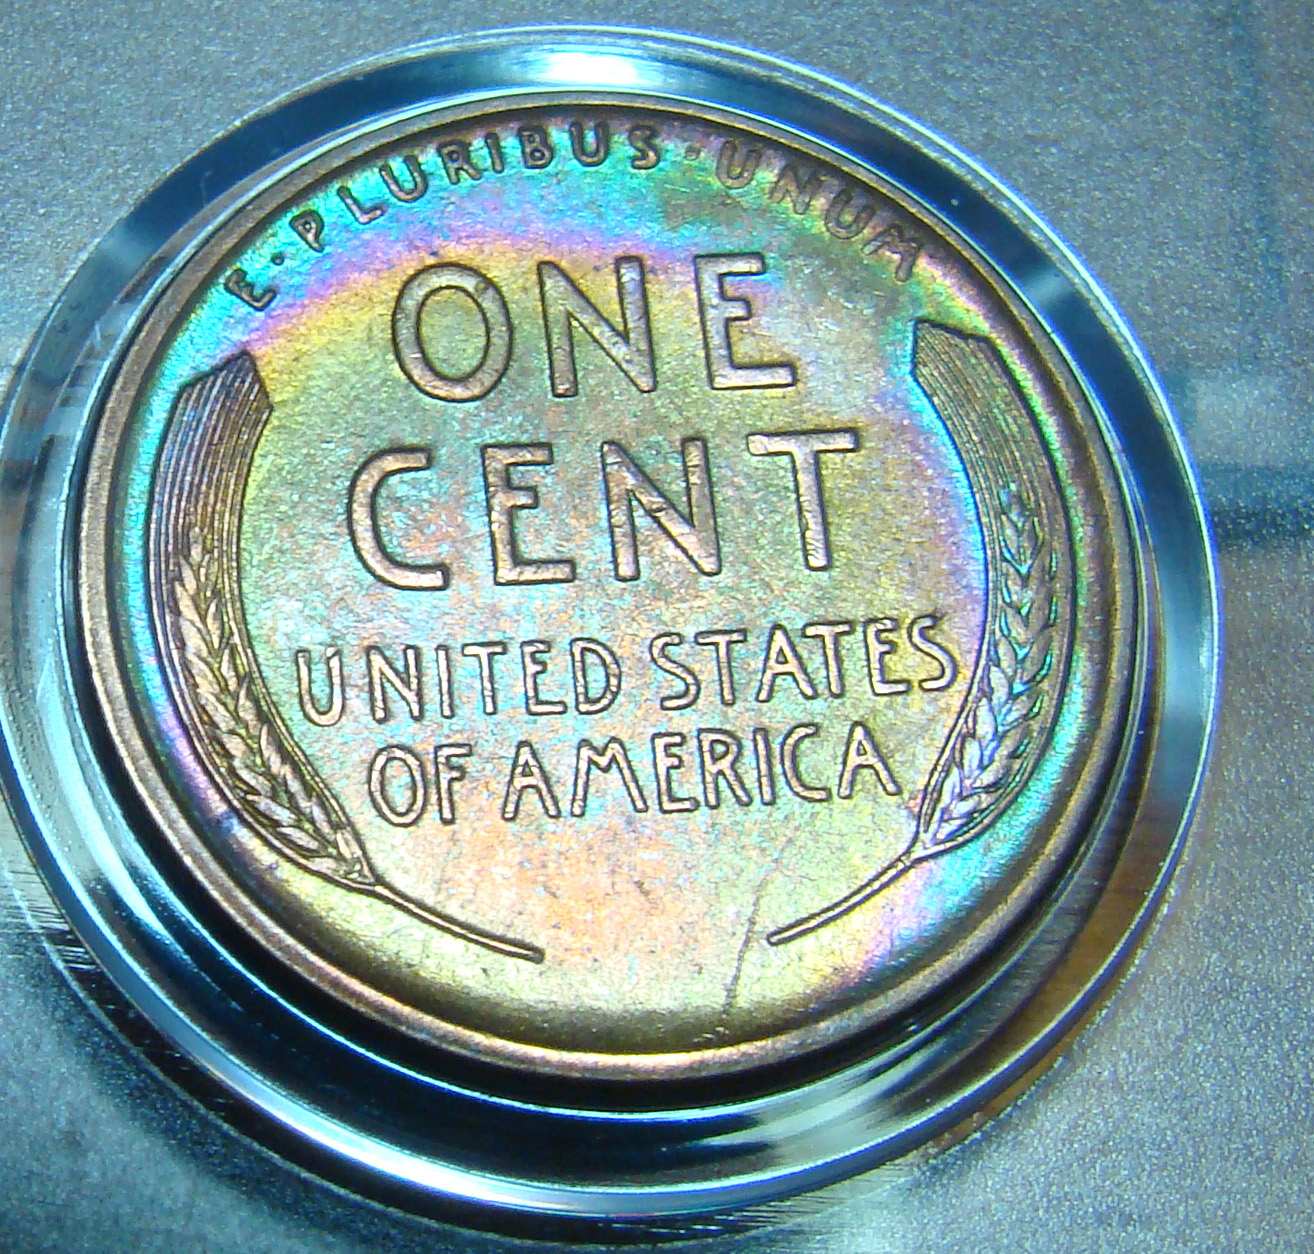 E·PLURIBUS·UNUM
ONE
CENT
UNITED STATES
OF AMERICA